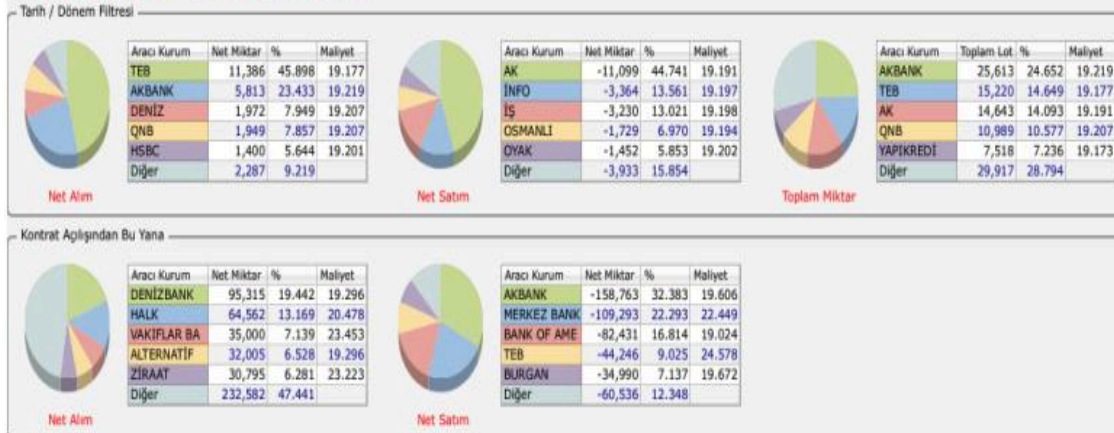 Tarih / Dönem Filtresi
Aracı Kurum Net Miktar % Maliyet
TEB 11,386 45.898 19.177
AKBANK 5,813 23.433 19.219
DENİZ 1,972 7.949 19.207
QNB 1,949 7.857 19.207
HSBC 1,400 5.644 19.201
Diğer 2,287 9.219
Net Alım
Aracı Kurum Net Miktar % Maliyet
AK -11,099 44.741 19.191
İNFO -3,364 13.561 19.197
İŞ -3,230 13.021 19.198
OSMANLI -1,729 6.970 19.194
OYAK -1,452 5.853 19.202
Diğer -3,933 15.854
Net Satım
Aracı Kurum Toplam Lot % Maliyet
AKBANK 25,613 24.652 19.219
TEB 15,220 14.649 19.177
AK 14,643 14.093 19.191
QNB 10,989 10.577 19.207
YAPIKREDİ 7,518 7.236 19.173
Diğer 29,917 28.794
Toplam Miktar
Kontrat Açılışından Bu Yana
Aracı Kurum Net Miktar % Maliyet
DENİZBANK 95,315 19.442 19.296
HALK 64,562 13.169 20.478
VAKIFLAR BA 35,000 7.139 23.453
ALTERNATİF 32,005 6.528 19.296
ZİRAAT 30,795 6.281 23.223
Diğer 232,582 47.441
Net Alım
Aracı Kurum Net Miktar % Maliyet
AKBANK -158,763 32.383 19.606
MERKEZ BANK -109,293 22.293 22.449
BANK OF AME -82,431 16.814 19.024
TEB -44,246 9.025 24.578
BURGAN -34,990 7.137 19.672
Diğer -60,536 12.348
Net Satım